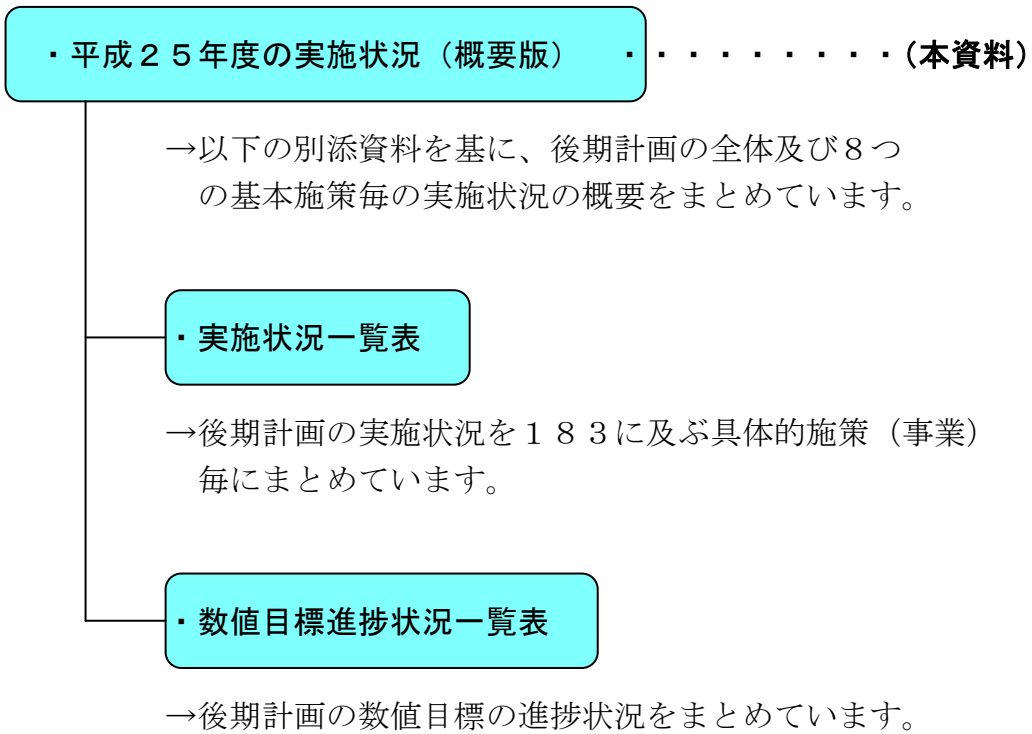 ・平成２５年度の実施状況（概要版）　・・・・・・・・・（本資料）
→以下の別添資料を基に、後期計画の全体及び８つ
の基本施策毎の実施状況の概要をまとめています。
・実施状況一覧表
→後期計画の実施状況を１８３に及ぶ具体的施策（事業）
毎にまとめています。
・数値目標進捗状況一覧表
→後期計画の数値目標の進捗状況をまとめています。